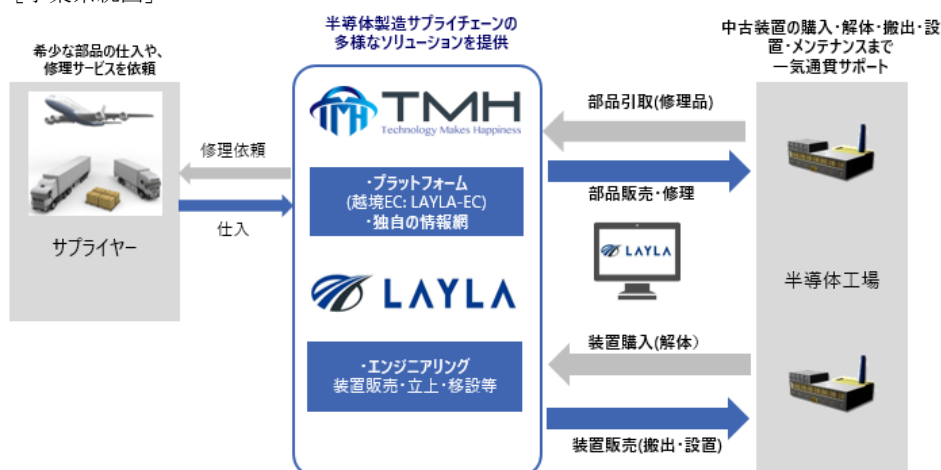 [事業系統図]
半導体製造サプライチェーンの
多様なソリューションを提供
中古装置の購入・解体・搬出・設
置・メンテナンスまで
一気通貫サポート
希少な部品の仕入や、
修理サービスを依頼
TMH
TMH
Technology Makes Happiness
部品引取(修理品)
修理依頼
・プラットフォーム
(越境EC: LAYLA-EC)
・独自の情報網
部品販売・修理
仕入
サプライヤー
LAYLA
LAYLA
半導体工場
装置購入(解体)
・エンジニアリング
装置販売・立上・移設等
装置販売(搬出・設置)